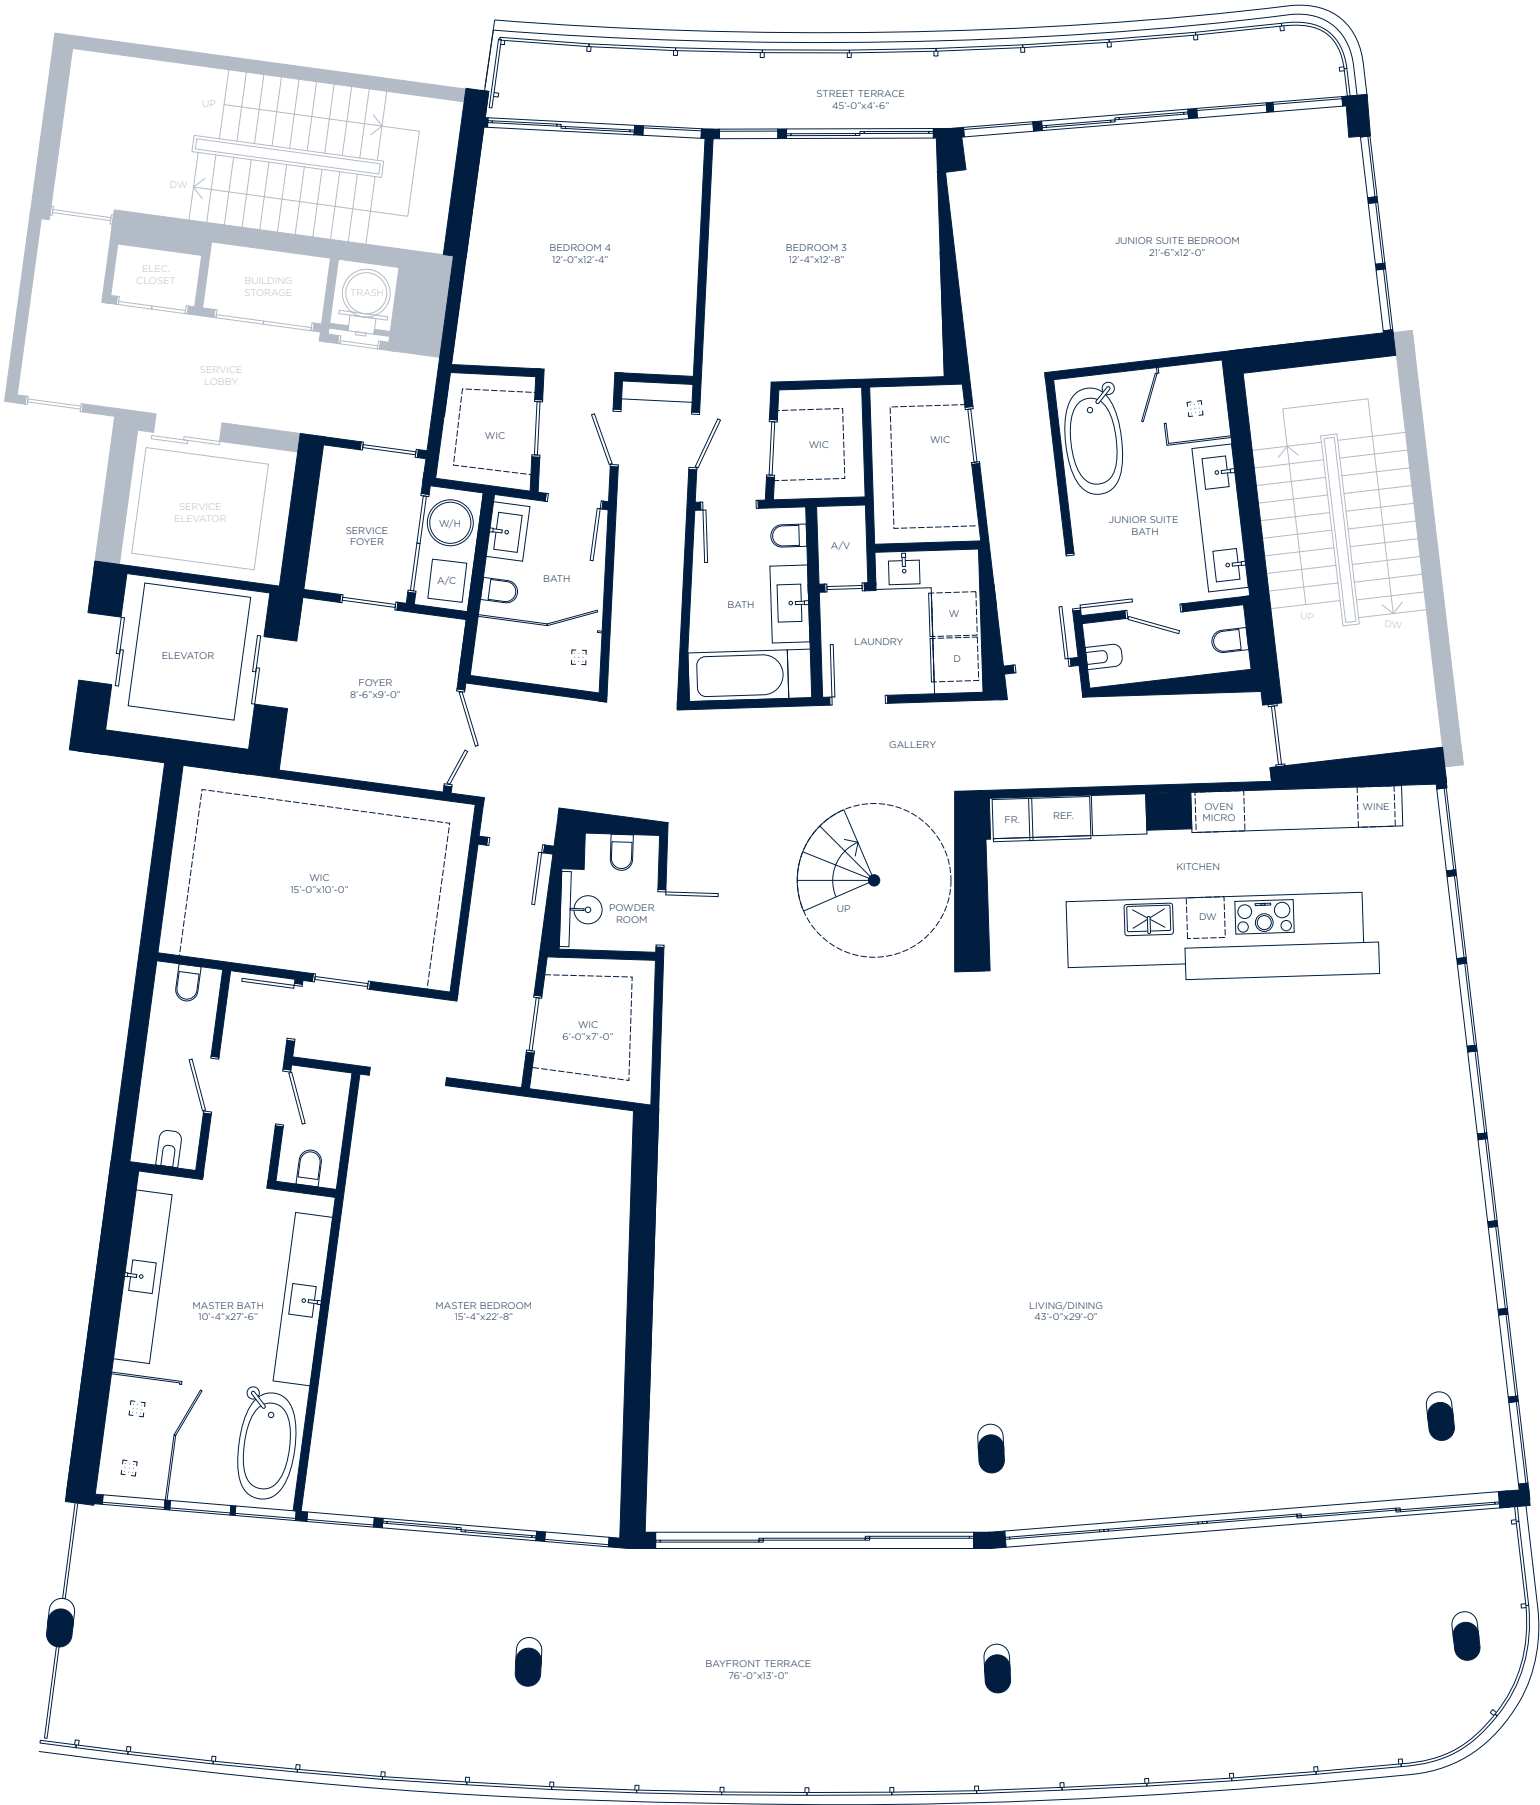 STREET TERRACE
45'-0"x4'-6"
UP
DW
BEDROOM 4
12'-0"x12'-4"
BEDROOM 3
12'-4"x12'-8"
JUNIOR SUITE BEDROOM
21'-6"x12'-0"
ELEC.
CLOSET
BUILDING
STORAGE
TRASH
SERVICE
LOBBY
WIC
WIC
WIC
SERVICE
ELEVATOR
SERVICE
FOYER
W/H
A/C
BATH
A/V
JUNIOR SUITE
BATH
BATH
W
D
LAUNDRY
UP
DW
ELEVATOR
FOYER
8'-6"x9'-0"
GALLERY
FR.
REF.
OVEN
MICRO
WINE
KITCHEN
WIC
15'-0"x10'-0"
POWDER
ROOM
UP
DW
WIC
6'-0"x7'-0"
MASTER BATH
10'-4"x27'-6"
MASTER BEDROOM
15'-4"x22'-8"
LIVING/DINING
43'-0"x29'-0"
BAYFRONT TERRACE
76'-0"x13'-0"